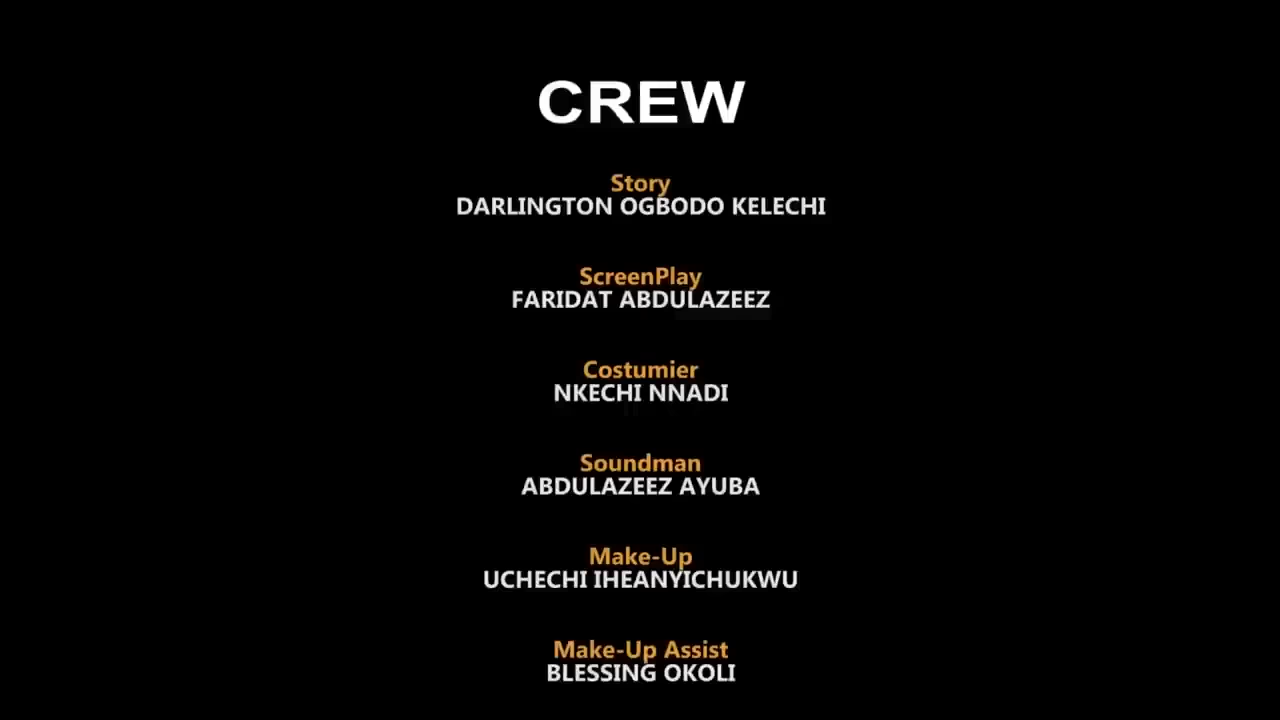 CREW
Story
DARLINGTON OGBODO KELECHI
ScreenPlay
FARIDAT ABDULAZEEZ
Costumier
NKECHI NNADI
Soundman
ABDULAZEEZ AYUBA
Make-Up
UCHECHI IHEANYICHUKWU
Make-Up Assist
BLESSING OKOLI